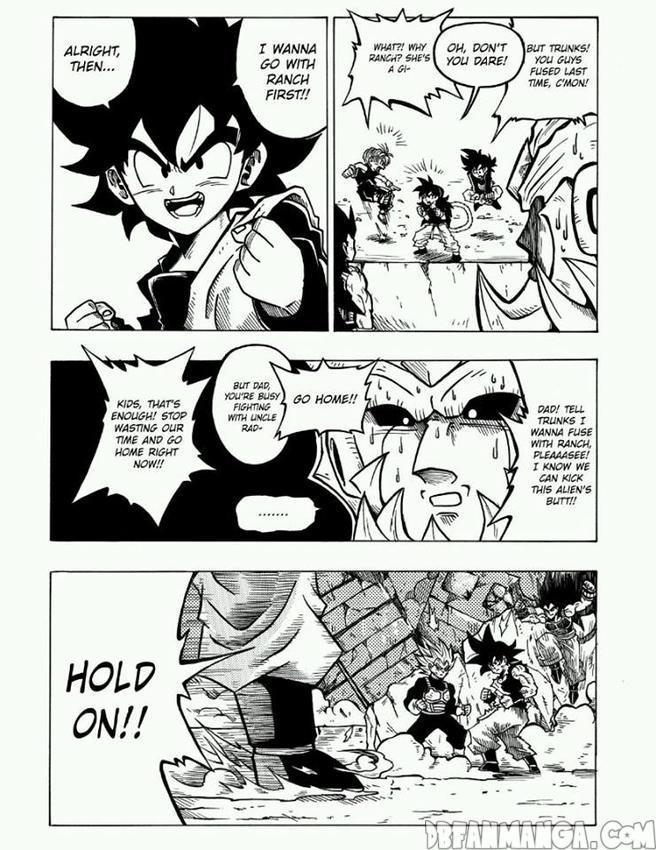 BUT TRUNKS!
YOU GUYS
FUSED LAST
TIME, C'MON!
OH, DON'T
YOU DARE!
WHAT?! WHY
RANCH? SHE'S
A GI-
I WANNA
GO WITH
RANCH
FIRST!!
ALRIGHT,
THEN...
DAD! TELL
TRUNKS I
WANNA FUSE
WITH RANCH,
PLEAAASEE!
I KNOW WE
CAN KICK
THIS ALIEN'S
BUTT!!
GO HOME!!
BUT DAD,
YOU'RE BUSY
FIGHTING
WITH UNCLE
RAD-
KIDS, THAT'S
ENOUGH! STOP
WASTING OUR
TIME AND GO
HOME RIGHT
NOW!!
.......
HOLD
ON!!
DBFANMANGA.COM